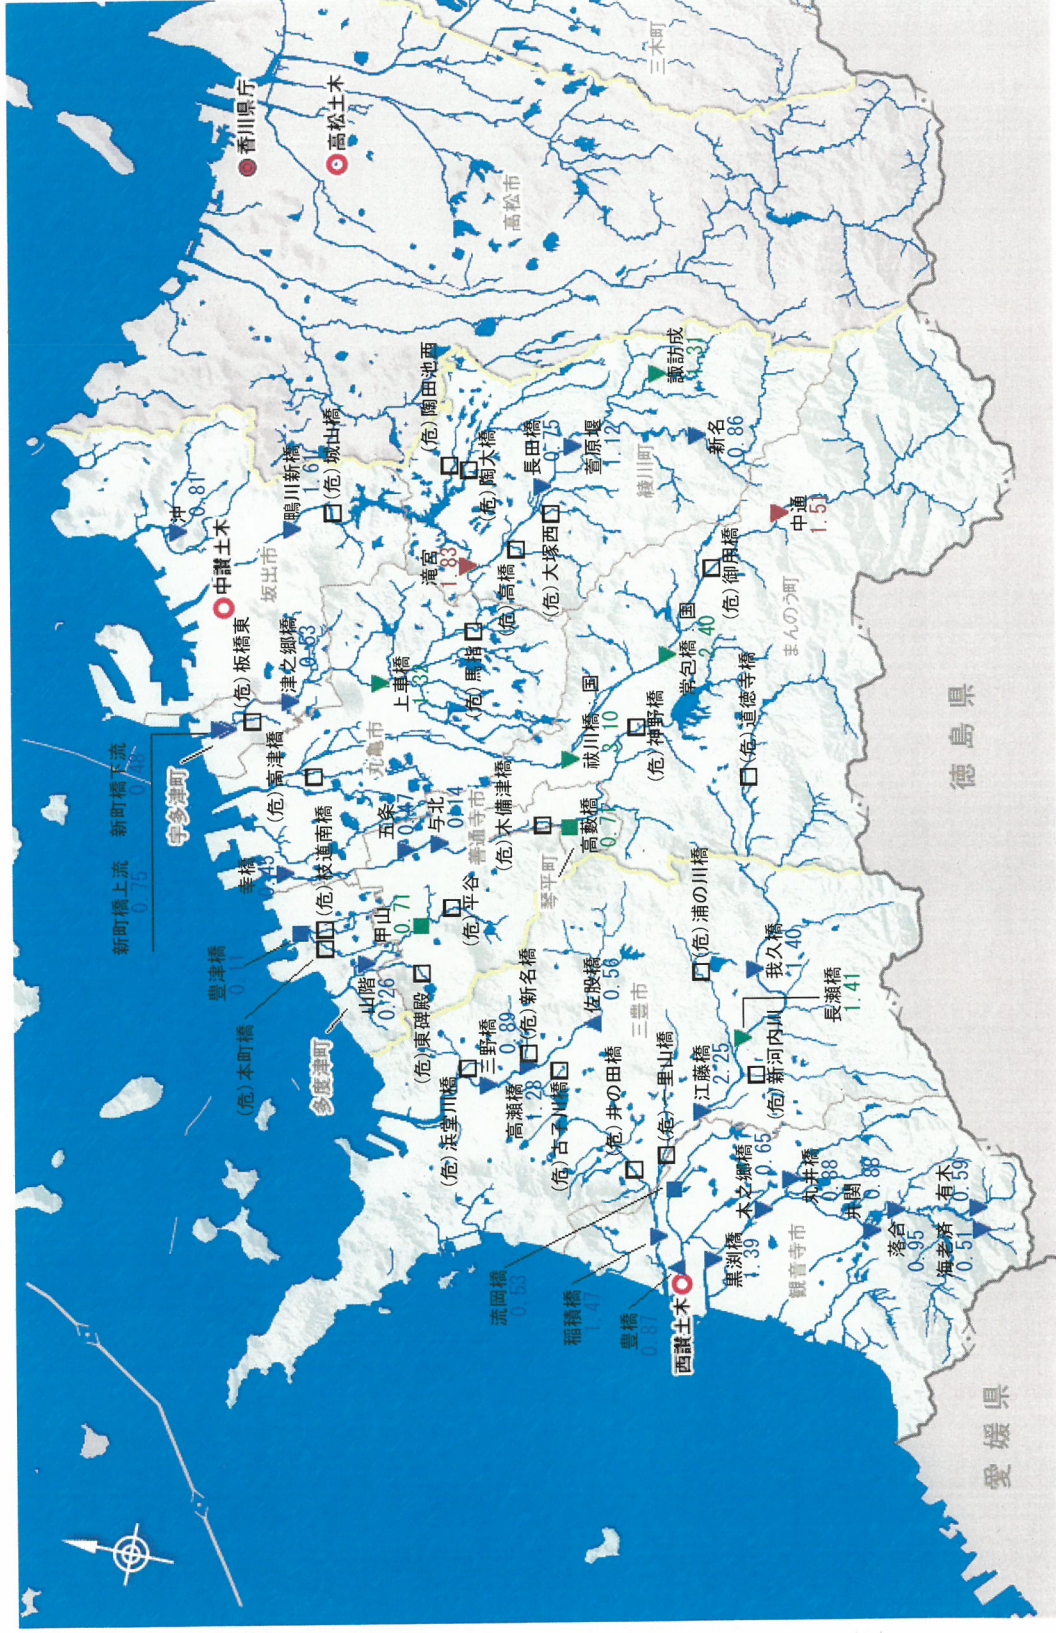 香川県庁
高松土木
三木町
高松市
(危)陶田池西
諏訪成
1.31
沖
0.81
鴨川新橋
1.61
(危)城山橋
(危)陶大橋
長田橋
0.75
萱原堰
1.12
綾川町
新名
0.86
中讃土木
坂出市
滝宮
1.83
(危)高橋
(危)大塚西
(危)御用橋
中通
1.51
(危)板橋東
津之郷橋
0.53
上車橋
1.32
(危)馬指
祓川橋 国
3.10
常包橋 国
2.40
(危)神野橋
(危)道徳寺橋
まんのう町
新町橋上流
0.75
新町橋下流
0.48
宇多津町
(危)高津橋
丸亀市
幸橋
0.45
(危)枝道南橋
五条
0.47
与北
0.14
善通寺市
(危)木備津橋
琴平町
高藪橋
0.71
豊津橋
0.11
(危)本町橋
多度津町
山階
0.26
甲山
0.71
(危)平谷
(危)東碑殿
(危)浜堂川橋
三野橋
0.89
高瀬橋
1.28
(危)新名橋
(危)古子川橋
佐股橋
0.56
三豊市
(危)浦の川橋
我久橋
1.40
長瀬橋
1.41
(危)井の田橋
(危)一里山橋
江藤橋
2.25
(危)新河内川
流岡橋
0.53
稲積橋
1.47
豊橋
0.87
西讃土木
黒渕橋
1.39
木之郷橋
0.65
丸井橋
0.88
井関
0.88
落合
0.95
有木
0.59
海老済
0.51
観音寺市
徳島県
愛媛県